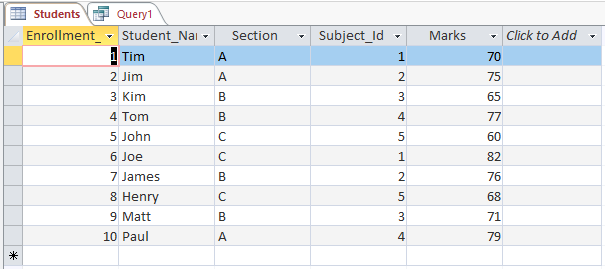 Students Query1
Enrollment_ Student_Nar Section Subject_Id Marks Click to Add
1 Tim A 1 70
2 Jim A 2 75
3 Kim B 3 65
4 Tom B 4 77
5 John C 5 60
6 Joe C 1 82
7 James B 2 76
8 Henry C 5 68
9 Matt B 3 71
10 Paul A 4 79